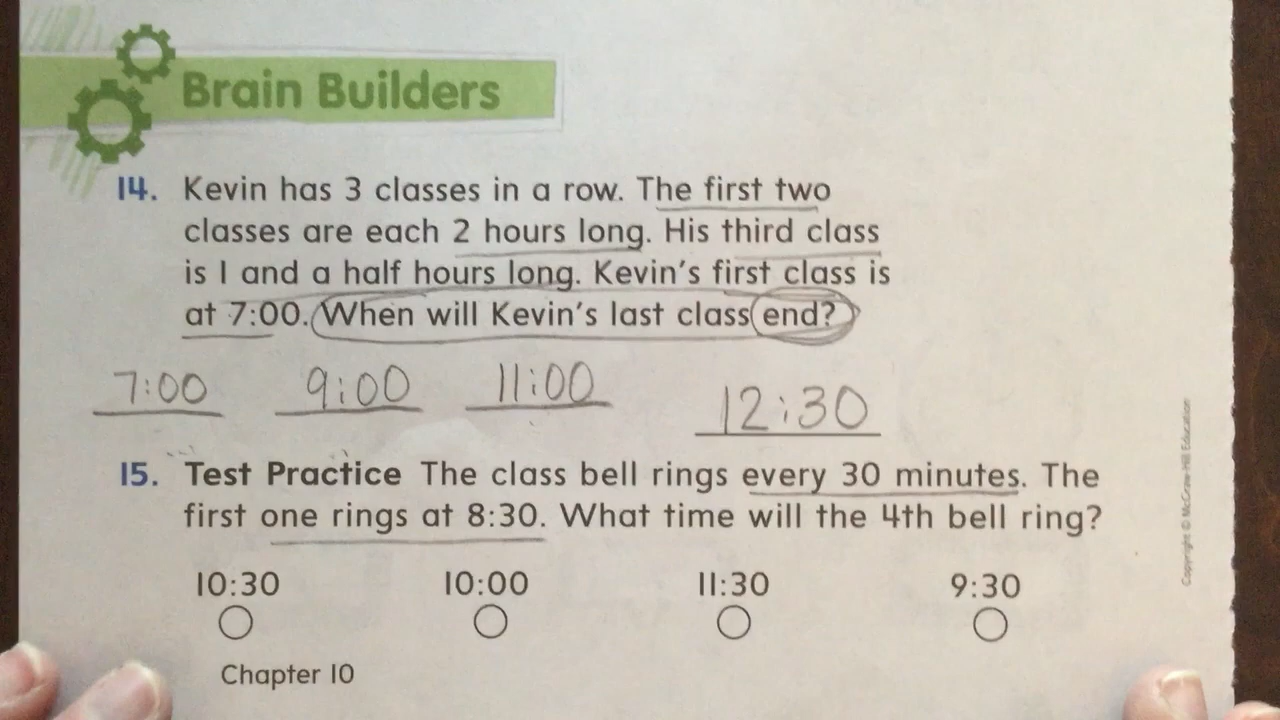 Brain Builders
14. Kevin has 3 classes in a row. The first two
classes are each 2 hours long. His third class
is 1 and a half hours long. Kevin's first class is
at 7:00. When will Kevin's last class end?
7:00 9:00 11:00 12:30
15. Test Practice The class bell rings every 30 minutes. The
first one rings at 8:30. What time will the 4th bell ring?
10:30 10:00 11:30 9:30
Chapter 10
Copyright © McGraw-Hill Education